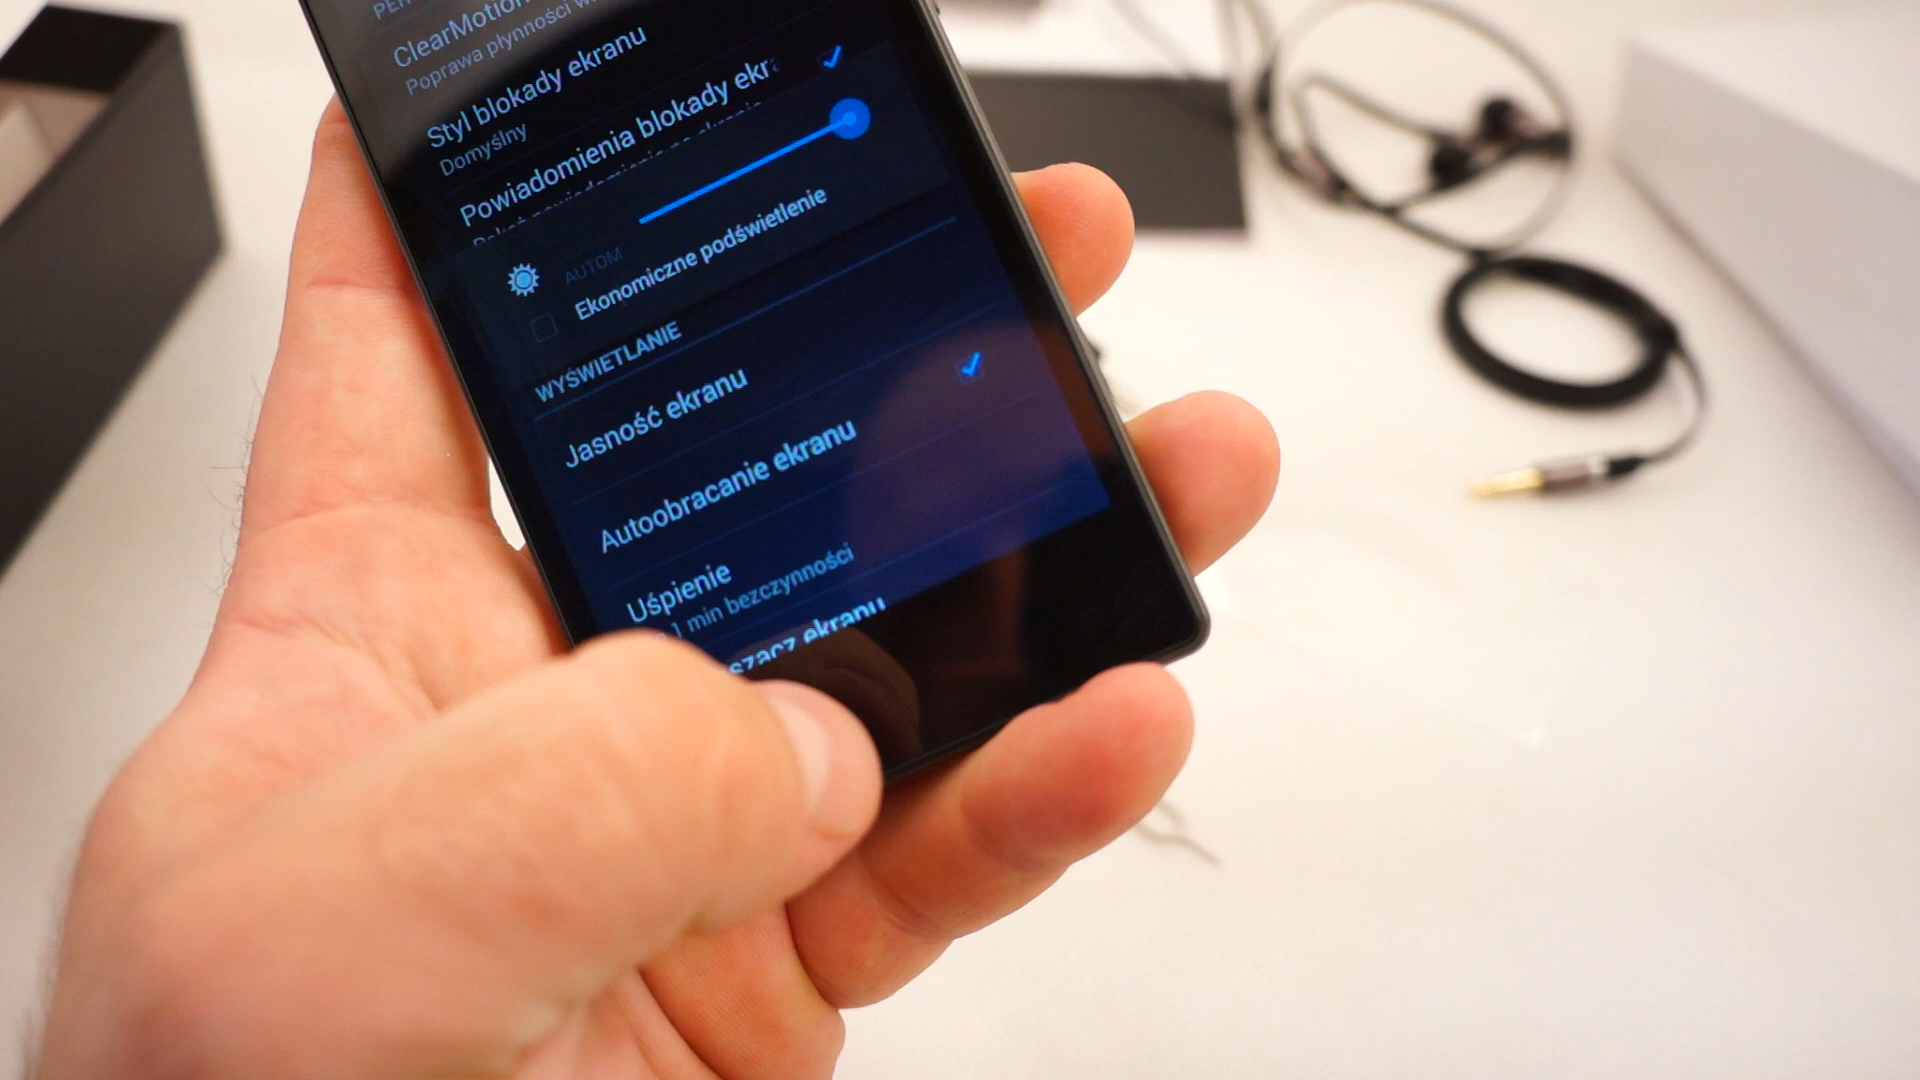 ClearMotion
Poprawa płynności
Styl blokady ekranu
Domyślny
Powiadomienia blokady
AUTOM
Ekonomiczne podświetlenie
WYŚWIETLANIE
Jasność ekranu
Autoobracanie ekranu
Uśpienie
1 min bezczynności
ekranu